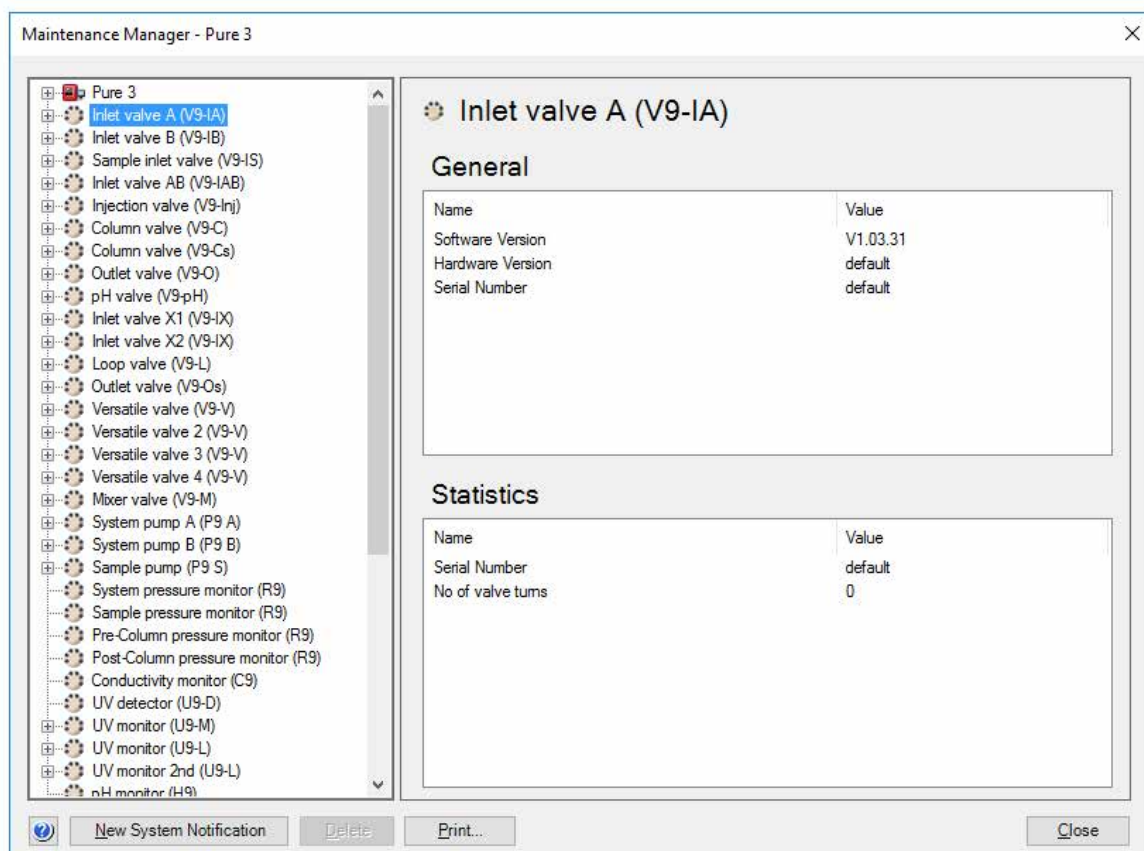 Maintenance Manager - Pure 3
Pure 3
Inlet valve A (V9-IA)
Inlet valve B (V9-IB)
Sample inlet valve (V9-IS)
Inlet valve AB (V9-IAB)
Injection valve (V9-Inj)
Column valve (V9-C)
Column valve (V9-Cs)
Outlet valve (V9-O)
pH valve (V9-pH)
Inlet valve X1 (V9-IX)
Inlet valve X2 (V9-IX)
Loop valve (V9-L)
Outlet valve (V9-Os)
Versatile valve (V9-V)
Versatile valve 2 (V9-V)
Versatile valve 3 (V9-V)
Versatile valve 4 (V9-V)
Mixer valve (V9-M)
System pump A (P9 A)
System pump B (P9 B)
Sample pump (P9 S)
System pressure monitor (R9)
Sample pressure monitor (R9)
Pre-Column pressure monitor (R9)
Post-Column pressure monitor (R9)
Conductivity monitor (C9)
UV detector (U9-D)
UV monitor (U9-M)
UV monitor (U9-L)
UV monitor 2nd (U9-L)
pH monitor (H9)
Inlet valve A (V9-IA)
General
Name Value
Software Version V1.03.31
Hardware Version default
Serial Number default
Statistics
Name Value
Serial Number default
No of valve turns 0
New System Notification Delete Print... Close